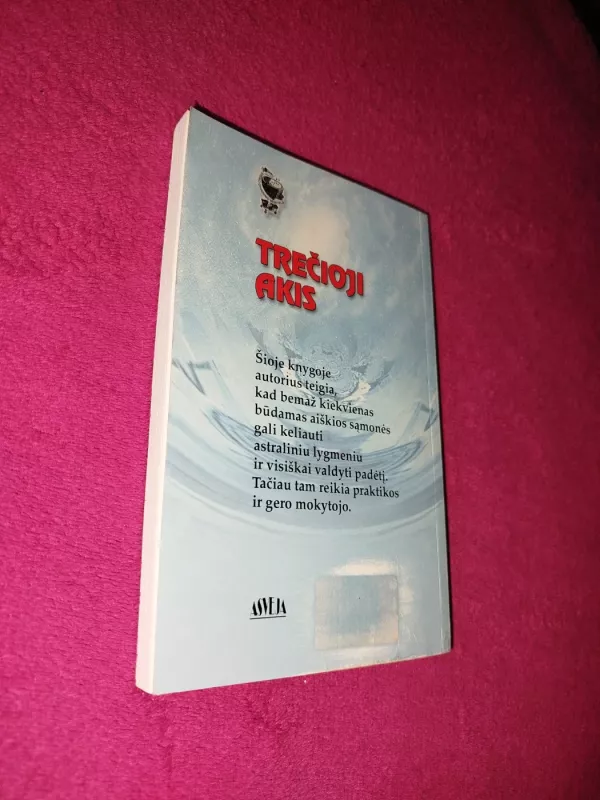 TREČIOJI
AKIS
Šioje knygoje
autorius teigia,
kad bemaž kiekvienas
būdamas aiškios sąmonės
gali keliauti
astraliniu lygmeniu
ir visiškai valdyti padėtį.
Tačiau tam reikia praktikos
ir gero mokytojo.
ASVEJA